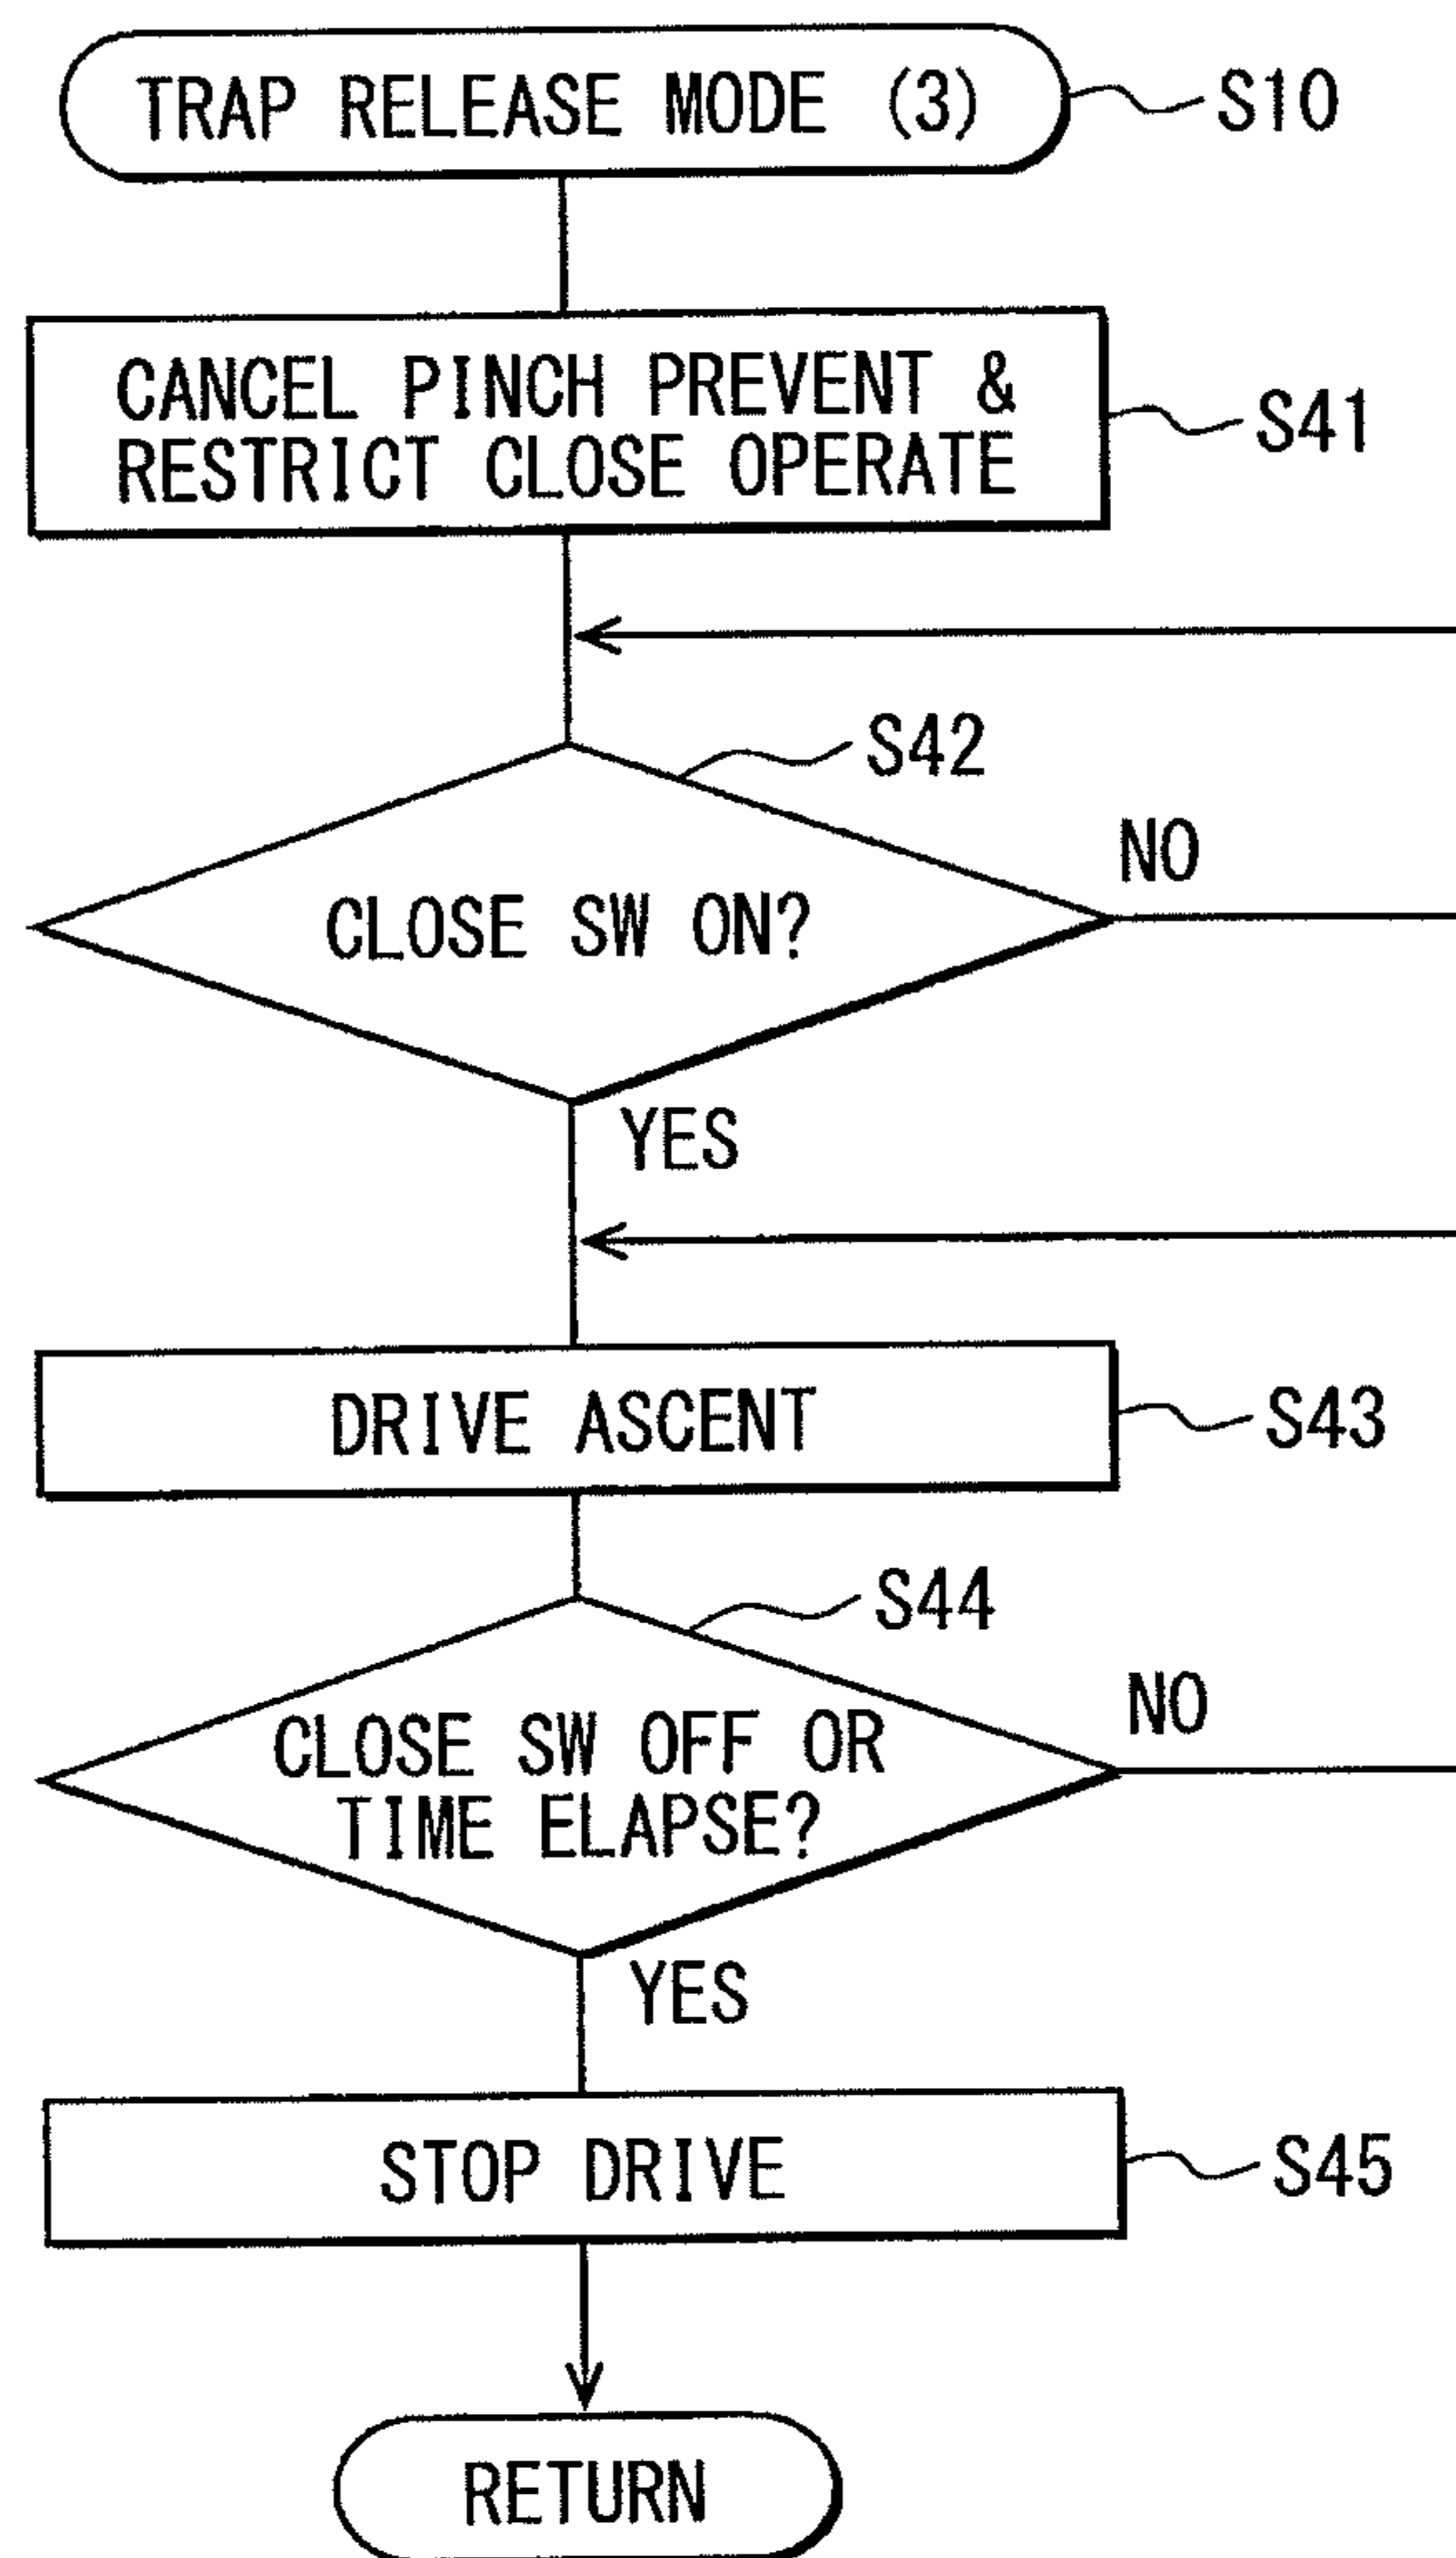 TRAP RELEASE MODE (3)
S10
CANCEL PINCH PREVENT &
RESTRICT CLOSE OPERATE
S41
S42
CLOSE SW ON?
NO
YES
DRIVE ASCENT
S43
S44
CLOSE SW OFF OR
TIME ELAPSE?
NO
YES
STOP DRIVE
S45
RETURN